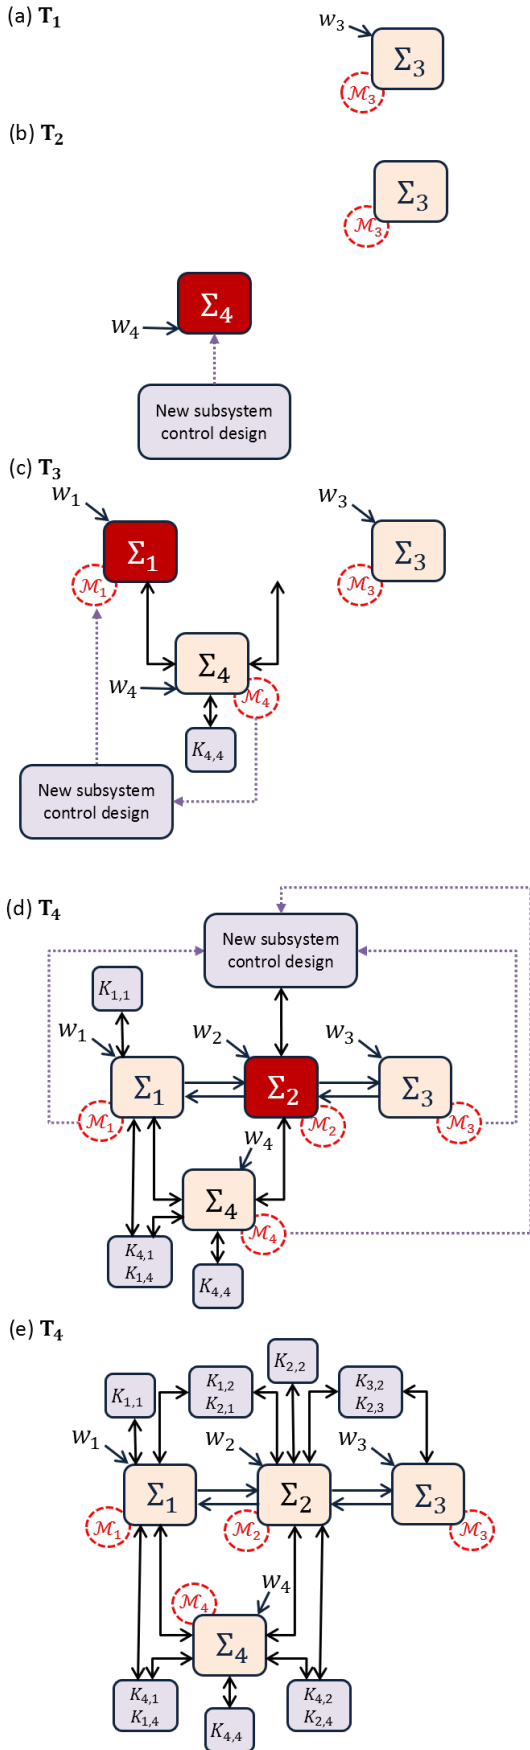 (a) T₁
w₃
Σ₃
ℳ₃
(b) T₂
Σ₃
ℳ₃
Σ₄
w₄
New subsystem
control design
(c) T₃
w₁
w₃
Σ₁
Σ₃
ℳ₁
ℳ₃
Σ₄
w₄
ℳ₄
K₄,₄
New subsystem
control design
(d) T₄
New subsystem
control design
K₁,₁
w₁
w₂
w₃
Σ₁
Σ₂
Σ₃
ℳ₁
ℳ₂
ℳ₃
w₄
Σ₄
ℳ₄
K₄,₁
K₁,₄
K₄,₄
(e) T₄
K₁,₁
K₁,₂
K₂,₁
K₂,₂
K₃,₂
K₂,₃
w₁
w₂
w₃
Σ₁
Σ₂
Σ₃
ℳ₁
ℳ₂
ℳ₃
ℳ₄
w₄
Σ₄
K₄,₁
K₁,₄
K₄,₄
K₄,₂
K₂,₄